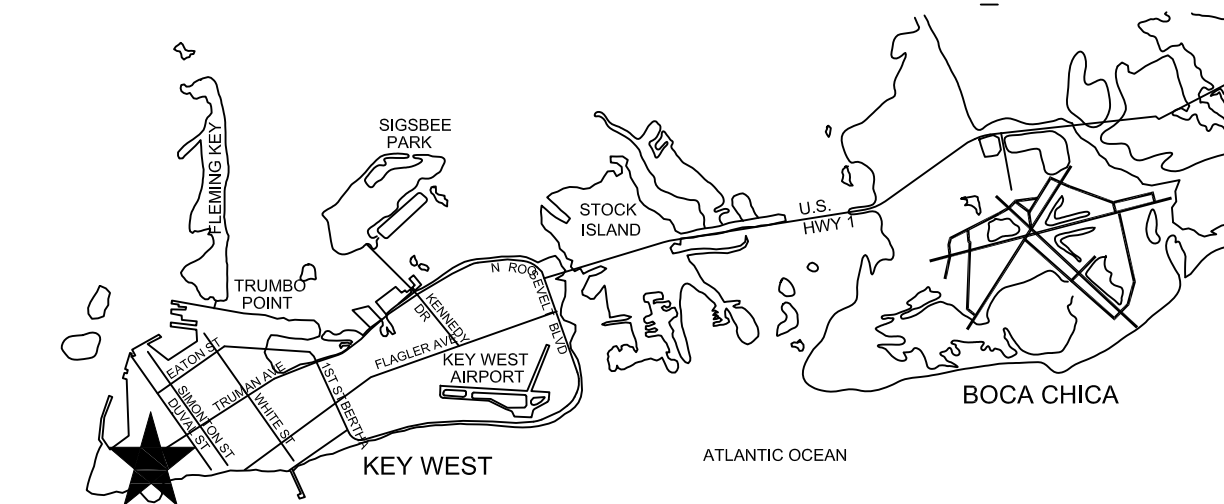 SIGSBEE
PARK
FLEMING KEY
STOCK
ISLAND
U.S.
HWY 1
N ROOSEVELT BLVD
TRUMBO
POINT
KENNEDY
DR
FLAGLER AVE
KEY WEST
AIRPORT
EATON ST
TRUMAN AVE
1ST ST
BERTHA
SIMONTON ST
DUVAL ST
WHITE ST
BOCA CHICA
KEY WEST
ATLANTIC OCEAN